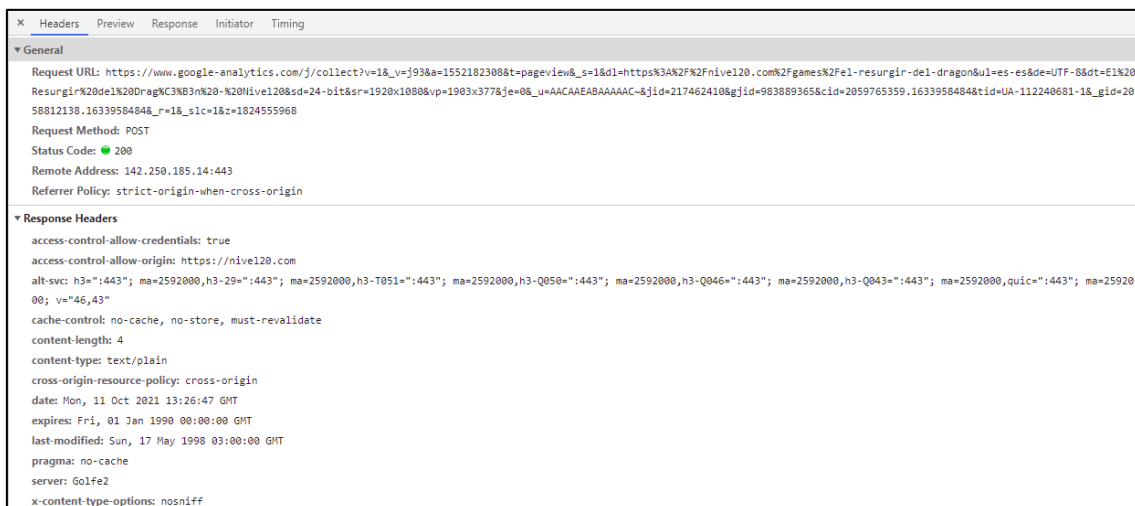 × Headers Preview Response Initiator Timing
▼ General
Request URL: https://www.google-analytics.com/j/collect?v=1&_v=j93&a=1552182308&t=pageview&_s=1&dl=https%3A%2F%2Fnivel20.com%2Fgames%2Fel-resurgir-del-dragon&ul=es-es&de=UTF-8&dt=El%20
Resurgir%20del%20Drag%C3%B3n%20-%20Nivel20&sd=24-bit&sr=1920x1080&vp=1903x377&je=0&_u=AACAAEABAAAAAC~&jid=217462410&gjid=983889365&cid=2059765359.1633958484&tid=UA-112240681-1&_gid=20
58812138.1633958484&_r=1&_slc=1&z=1824555968
Request Method: POST
Status Code: 200
Remote Address: 142.250.185.14:443
Referrer Policy: strict-origin-when-cross-origin
▼ Response Headers
access-control-allow-credentials: true
access-control-allow-origin: https://nivel20.com
alt-svc: h3=":443"; ma=2592000,h3-29=":443"; ma=2592000,h3-T051=":443"; ma=2592000,h3-Q050=":443"; ma=2592000,h3-Q046=":443"; ma=2592000,h3-Q043=":443"; ma=2592000,quic=":443"; ma=25920
00; v="46,43"
cache-control: no-cache, no-store, must-revalidate
content-length: 4
content-type: text/plain
cross-origin-resource-policy: cross-origin
date: Mon, 11 Oct 2021 13:26:47 GMT
expires: Fri, 01 Jan 1990 00:00:00 GMT
last-modified: Sun, 17 May 1998 03:00:00 GMT
pragma: no-cache
server: Golfe2
x-content-type-options: nosniff